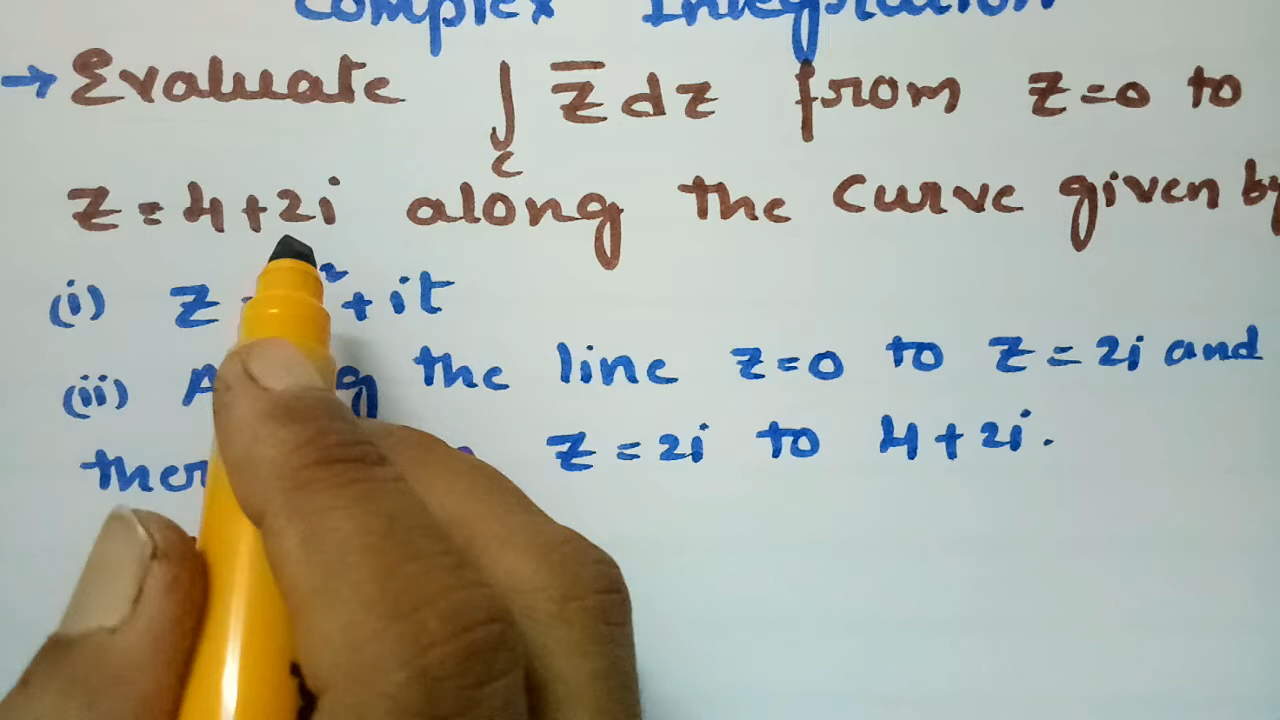 Complex Integration
→ Evaluate ∫_C z̅ dz from z=0 to
z=4+2i along the curve given by
(i) z ² + it
(ii) the line z=0 to z=2i and
z=2i to 4+2i.